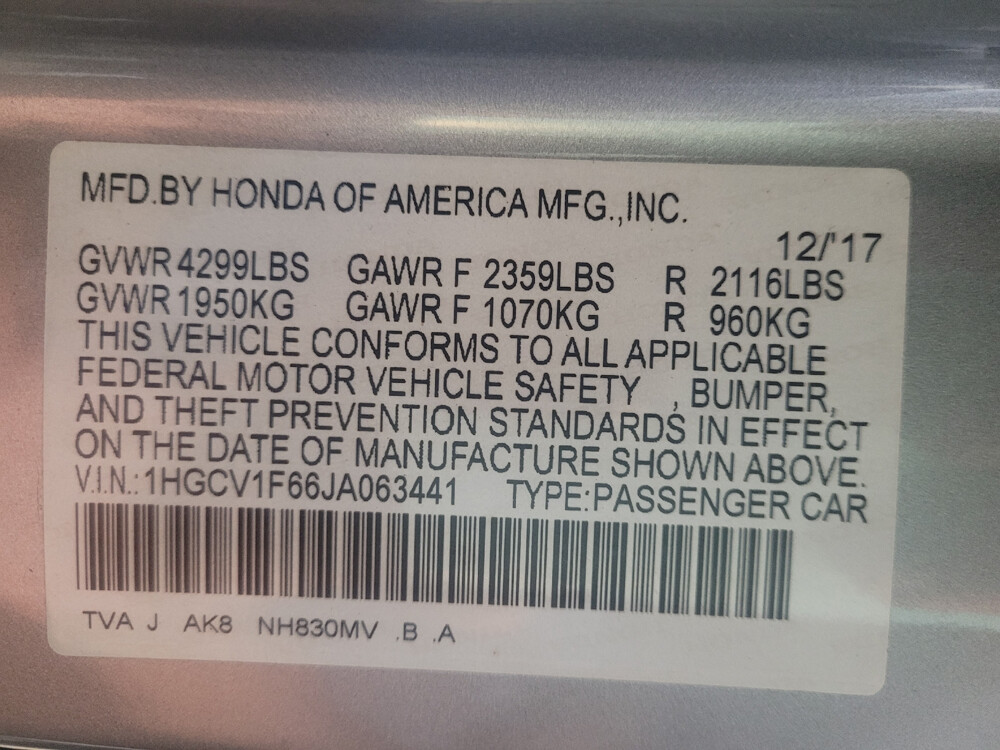 MFD.BY HONDA OF AMERICA MFG.,INC.
12/'17
GVWR 4299LBS GAWR F 2359LBS R 2116LBS
GVWR 1950KG GAWR F 1070KG R 960KG
THIS VEHICLE CONFORMS TO ALL APPLICABLE
FEDERAL MOTOR VEHICLE SAFETY , BUMPER,
AND THEFT PREVENTION STANDARDS IN EFFECT
ON THE DATE OF MANUFACTURE SHOWN ABOVE.
V.I.N.: 1HGCV1F66JA063441 TYPE:PASSENGER CAR
TVA J AK8 NH830MV .B .A